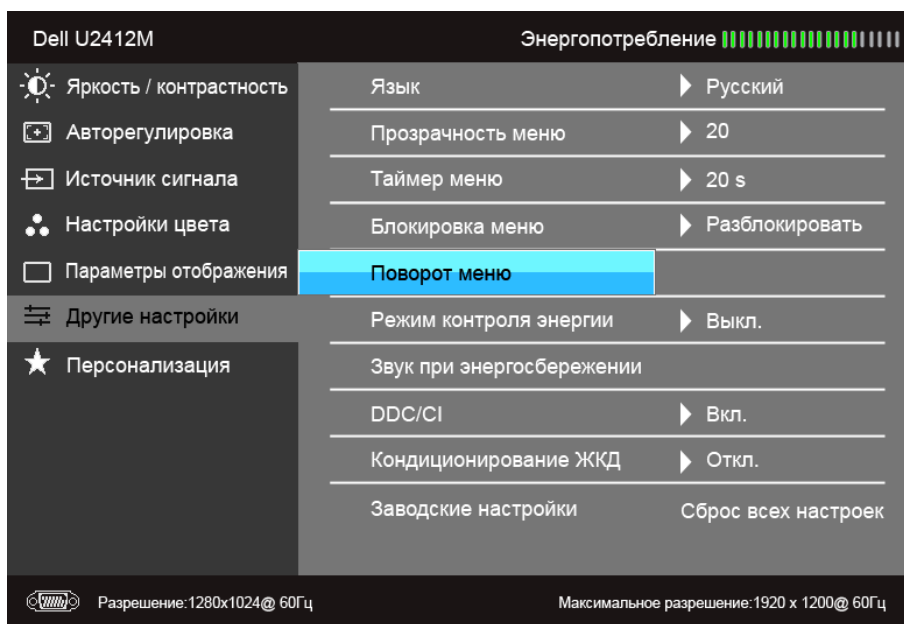 Dell U2412M
Энергопотребление
Яркость / контрастность
Авторегулировка
Источник сигнала
Настройки цвета
Параметры отображения
Другие настройки
Персонализация
Язык Русский
Прозрачность меню 20
Таймер меню 20 s
Блокировка меню Разблокировать
Поворот меню
Режим контроля энергии Выкл.
Звук при энергосбережении
DDC/CI Вкл.
Кондиционирование ЖКД Откл.
Заводские настройки Сброс всех настроек
Разрешение:1280x1024@ 60Гц
Максимальное разрешение:1920 x 1200@ 60Гц